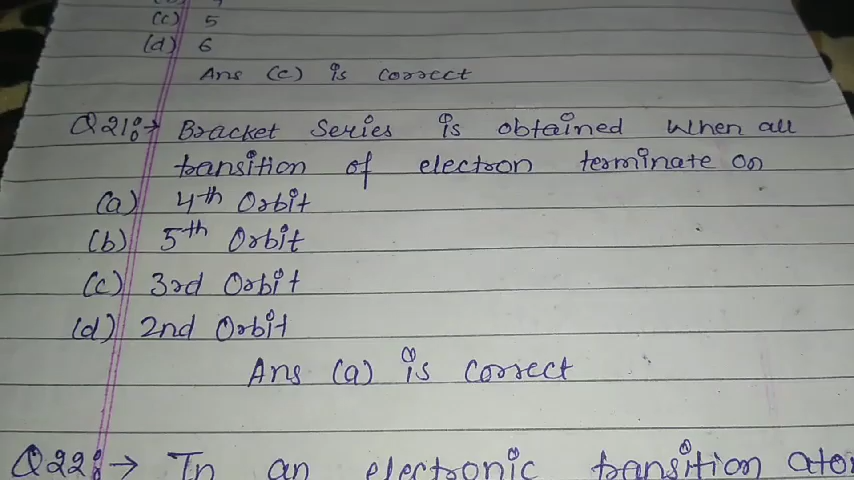 (c) 5
(d) 6
Ans (c) is correct
Q21:→ Bracket Series is obtained when all
transition of electron terminate on
(a) 4th Orbit
(b) 5th Orbit
(c) 3rd Orbit
(d) 2nd Orbit
Ans (a) is correct
Q22:→ In an electronic transition